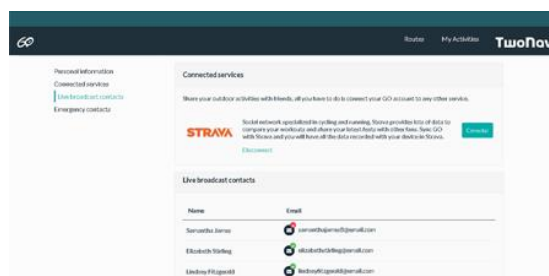 GO
Routes My Activities TwoNav
Personal information
Connected services
Live broadcast contacts
Emergency contacts
Connected services
Share your outdoor activities with friends, all you have to do is connect your GO account to any other service.
STRAVA
Social network specialized in cycling and running. Strava provides lots of data to
compare your workouts and share your latest feats with other fans. Sync GO
with Strava and you will have all the data recorded with your device in Strava.
Disconnect
Live broadcast contacts
Name Email
Samantha James
Elizabeth Stirling
Lindsey Fitzgerald